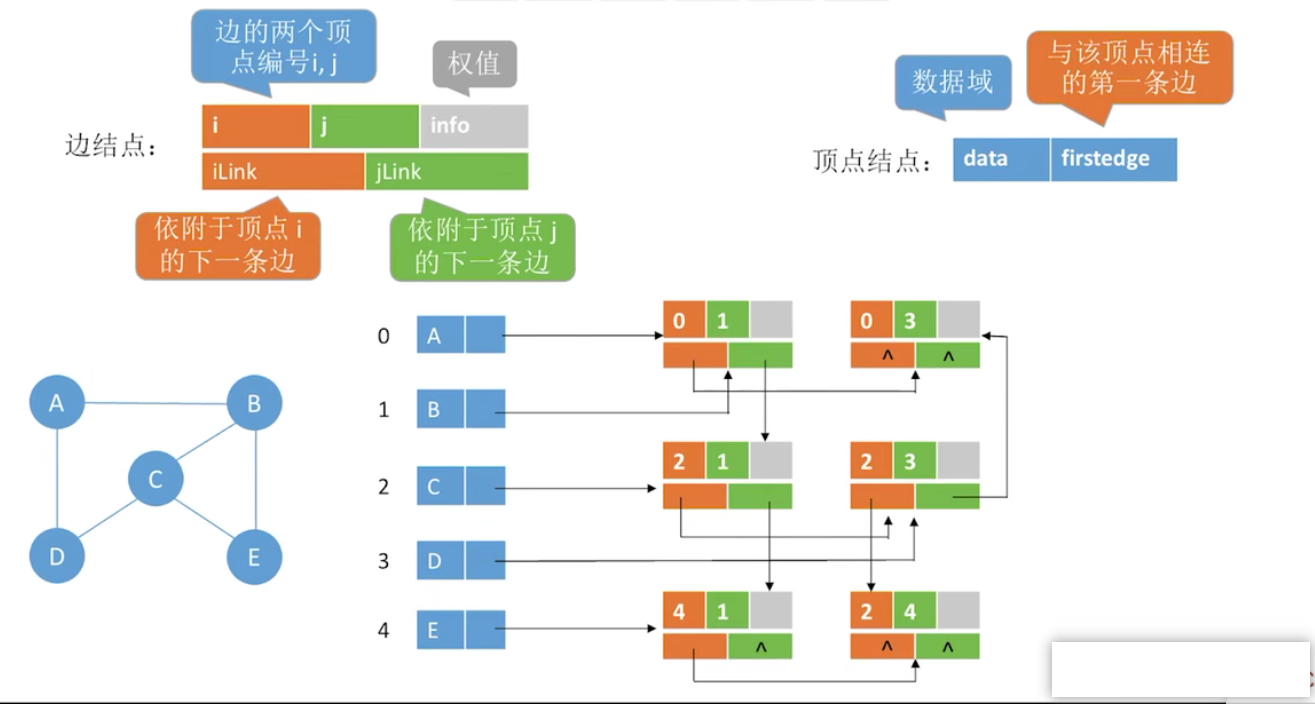 边的两个顶
点编号i, j
权值
边结点：
i j info
iLink jLink
依附于顶点 i
的下一条边
依附于顶点 j
的下一条边
数据域
与该顶点相连
的第一条边
顶点结点：
data firstedge
A B
C
D E
0 A
1 B
2 C
3 D
4 E
0 1
0 3
^ ^
2 1
2 3
4 1
^
2 4
^ ^